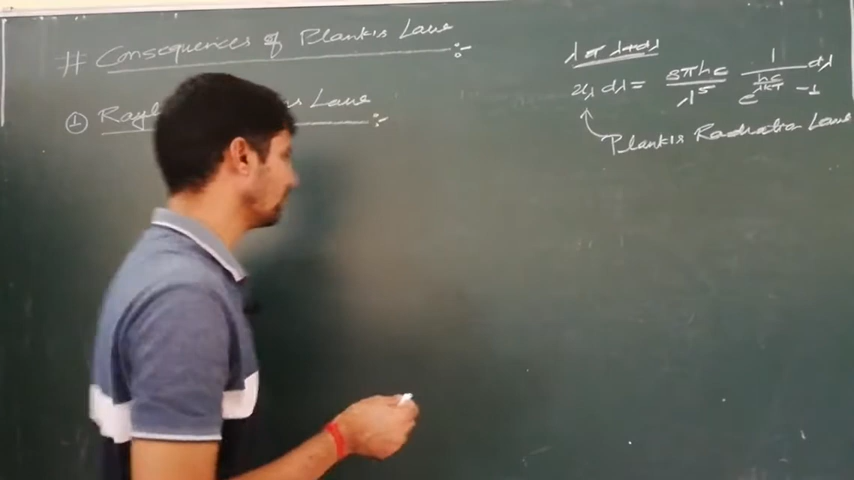 # Consequences of Plank's Law :-
① Rayl s Law :-
λ or λ+dλ
u_λ dλ = 8πhc/λ^5 1/(e^(hc/λKT) -1) dλ
Plank's Radiation Law